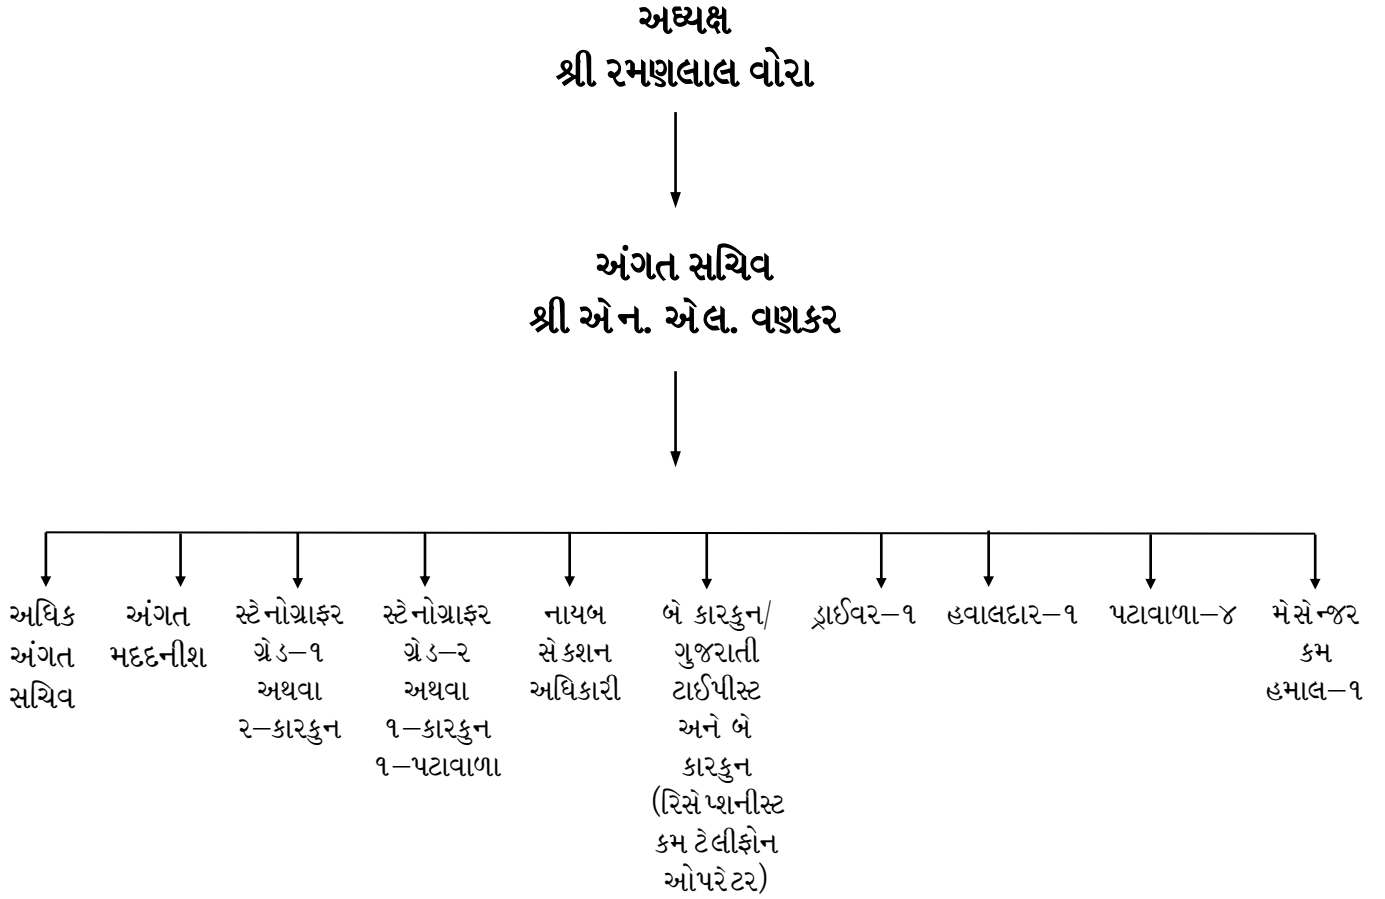 અધ્યક્ષ
શ્રી રમણલાલ વોરા
અંગત સચિવ
શ્રી એન. એલ. વણકર
અધિક
અંગત
સચિવ
અંગત
મદદનીશ
સ્ટેનોગ્રાફર
ગ્રેડ–૧
અથવા
૨–કારકુન
સ્ટેનોગ્રાફર
ગ્રેડ–૨
અથવા
૧–કારકુન
૧–પટાવાળા
નાયબ
સેકશન
અધિકારી
બે કારકુન/
ગુજરાતી
ટાઈપીસ્ટ
અને બે
કારકુન
(રિસેપ્શનીસ્ટ
કમ ટેલીફોન
ઓપરેટર)
ડ્રાઈવર–૧
હવાલદાર–૧
પટાવાળા–૪
મેસેન્જર
કમ
હમાલ–૧